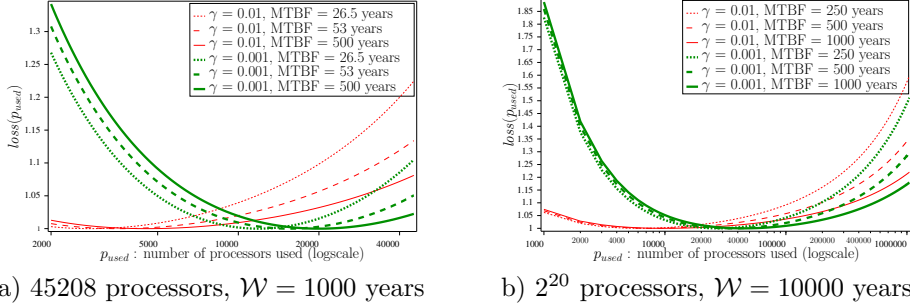 γ = 0.01, MTBF = 26.5 years
γ = 0.01, MTBF = 53 years
γ = 0.01, MTBF = 500 years
γ = 0.001, MTBF = 26.5 years
γ = 0.001, MTBF = 53 years
γ = 0.001, MTBF = 500 years
1.3
1.25
1.2
1.15
1.1
1.05
1
loss(p_used)
2000 5000 10000 20000 40000
p_used : number of processors used (logscale)
a) 45208 processors, W = 1000 years
γ = 0.01, MTBF = 250 years
γ = 0.01, MTBF = 500 years
γ = 0.01, MTBF = 1000 years
γ = 0.001, MTBF = 250 years
γ = 0.001, MTBF = 500 years
γ = 0.001, MTBF = 1000 years
1.85
1.8
1.75
1.7
1.65
1.6
1.55
1.5
1.45
1.4
1.35
1.3
1.25
1.2
1.15
1.1
1.05
1
loss(p_used)
1000 2000 4000 6000 10000 20000 40000 60000 100000 200000 400000 1000000
p_used : number of processors used (logscale)
b) 2^20 processors, W = 10000 years